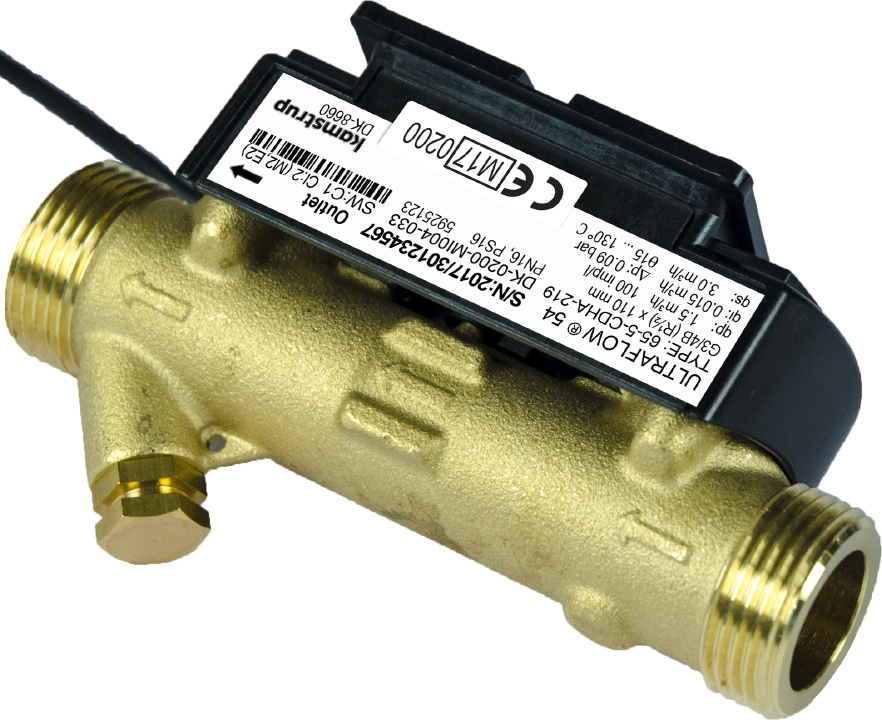 ULTRAFLOW® 54
TYPE: 65-5-CDHA-219
G3/4B (R½) x 110 mm
qp: 1.5 m³/h 100 imp/l
qi: 0.015 m³/h Δp: 0.09 bar
qs: 3.0 m³/h Θ15 ... 130°C
S/N:2017/301234567
DK-0200-MI004-033
PN16, PS16 5925123
CE M17 0200
Outlet
SW:C1 Cl:2 (M2,E2)
kamstrup
DK-8660